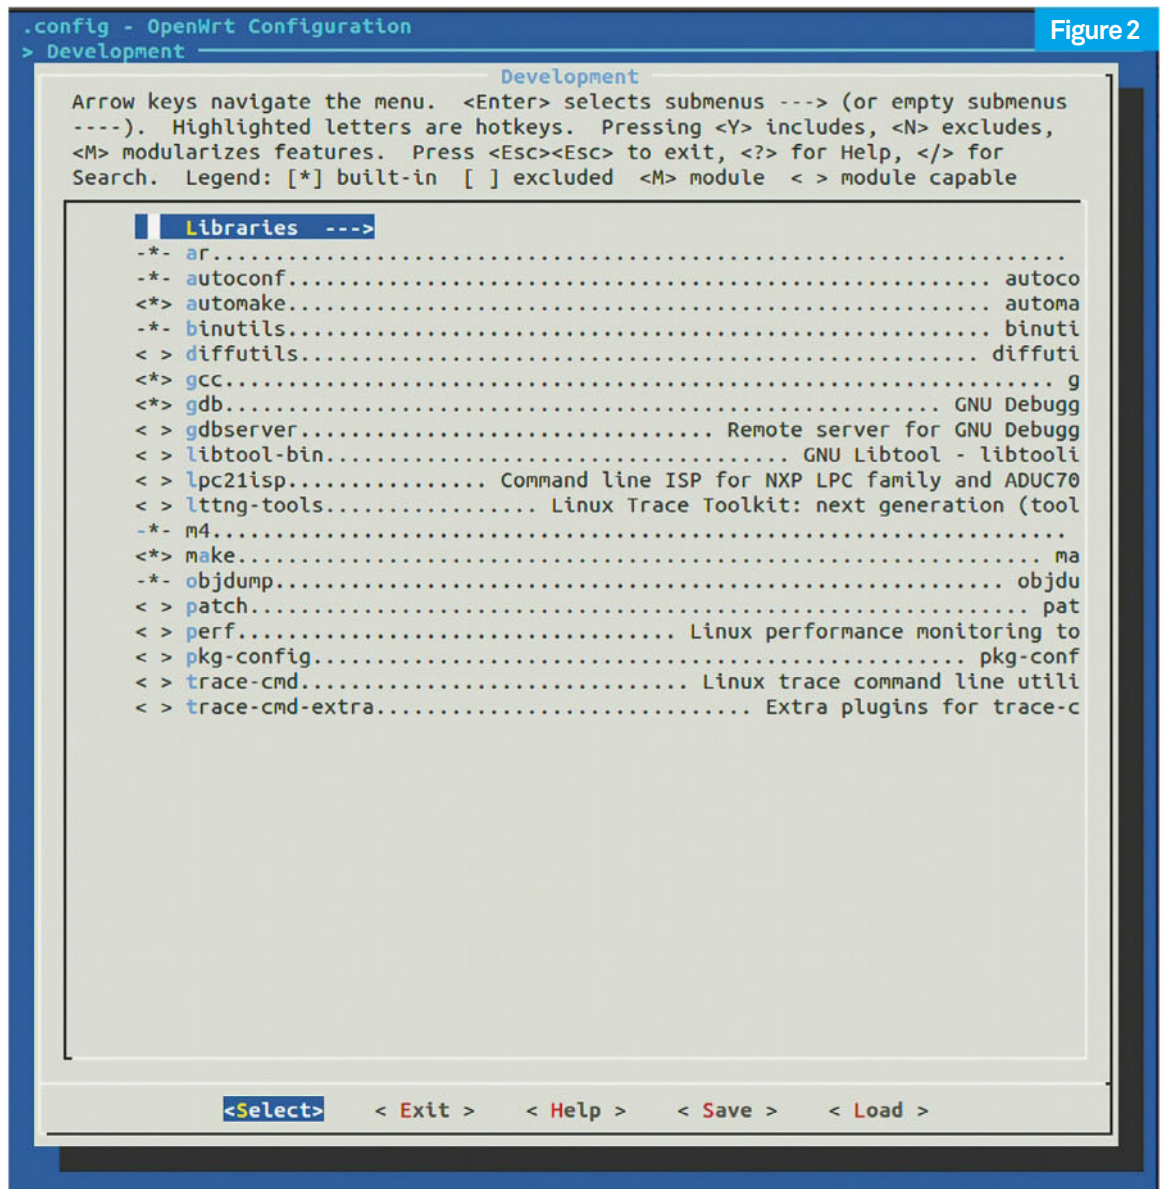 .config - OpenWrt Configuration
Figure 2
> Development
Development
Arrow keys navigate the menu.  <Enter> selects submenus ---> (or empty submenus
----).  Highlighted letters are hotkeys.  Pressing <Y> includes, <N> excludes,
<M> modularizes features.  Press <Esc><Esc> to exit, <?> for Help, </> for
Search.  Legend: [*] built-in  [ ] excluded  <M> module  < > module capable
Libraries  --->
-*- ar....................................................................
-*- autoconf........................................................ autoco
<*> automake........................................................ automa
-*- binutils........................................................ binuti
< > diffutils...................................................... diffuti
<*> gcc.................................................................. g
<*> gdb......................................................... GNU Debugg
< > gdbserver................................. Remote server for GNU Debugg
< > libtool-bin..................................... GNU Libtool - libtooli
< > lpc21isp................ Command line ISP for NXP LPC family and ADUC70
< > lttng-tools................. Linux Trace Toolkit: next generation (tool
-*- m4....................................................................
<*> make................................................................ ma
-*- objdump.......................................................... objdu
< > patch.............................................................. pat
< > perf................................... Linux performance monitoring to
< > pkg-config.................................................... pkg-conf
< > trace-cmd............................... Linux trace command line utili
< > trace-cmd-extra.............................. Extra plugins for trace-c
<Select>    < Exit >    < Help >    < Save >    < Load >